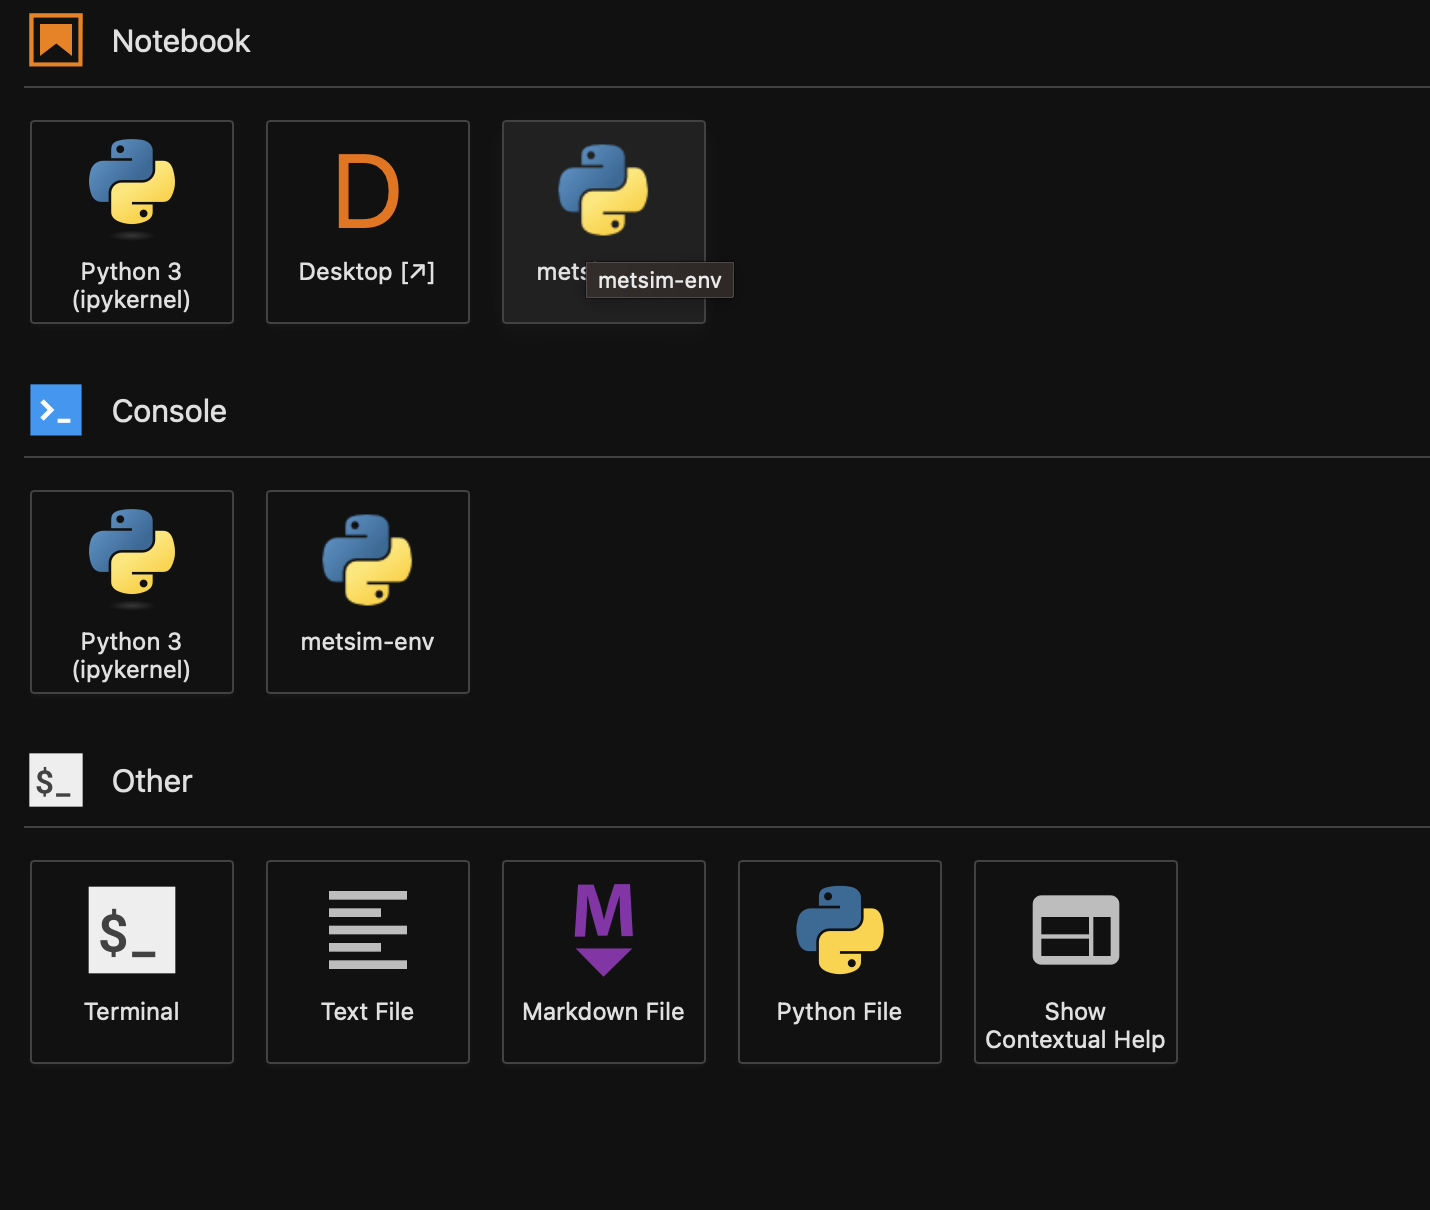 Notebook
Python 3
(ipykernel)
D
Desktop [↗]
mets
metsim-env
Console
Python 3
(ipykernel)
metsim-env
$_
Other
$_
Terminal
Text File
M
Markdown File
Python File
Show
Contextual Help